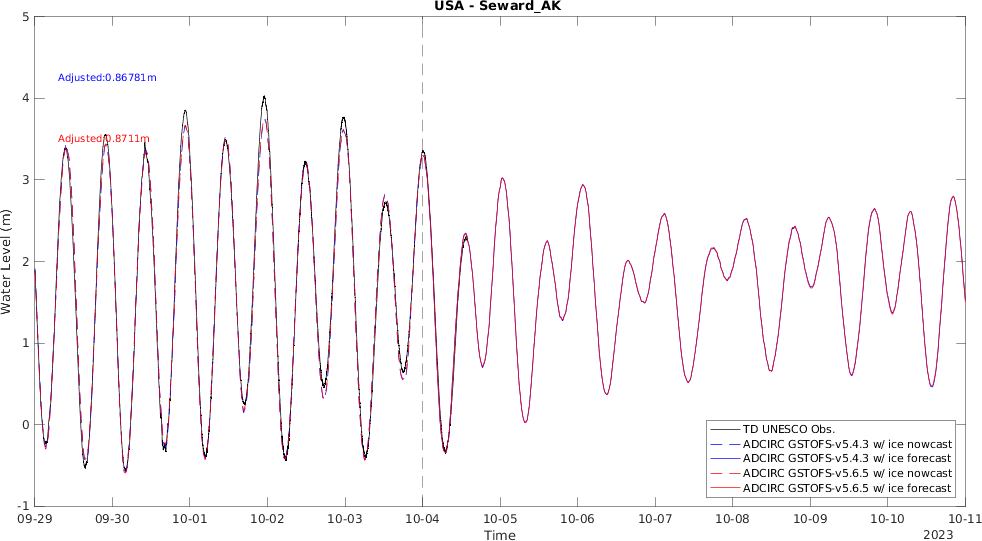 USA - Seward_AK
5
4
3
2
1
0
-1
Water Level (m)
Adjusted:0.86781m
Adjusted:0.8711m
TD UNESCO Obs.
ADCIRC GSTOFS-v5.4.3 w/ ice nowcast
ADCIRC GSTOFS-v5.4.3 w/ ice forecast
ADCIRC GSTOFS-v5.6.5 w/ ice nowcast
ADCIRC GSTOFS-v5.6.5 w/ ice forecast
09-29 09-30 10-01 10-02 10-03 10-04 10-05 10-06 10-07 10-08 10-09 10-10 10-11
Time
2023